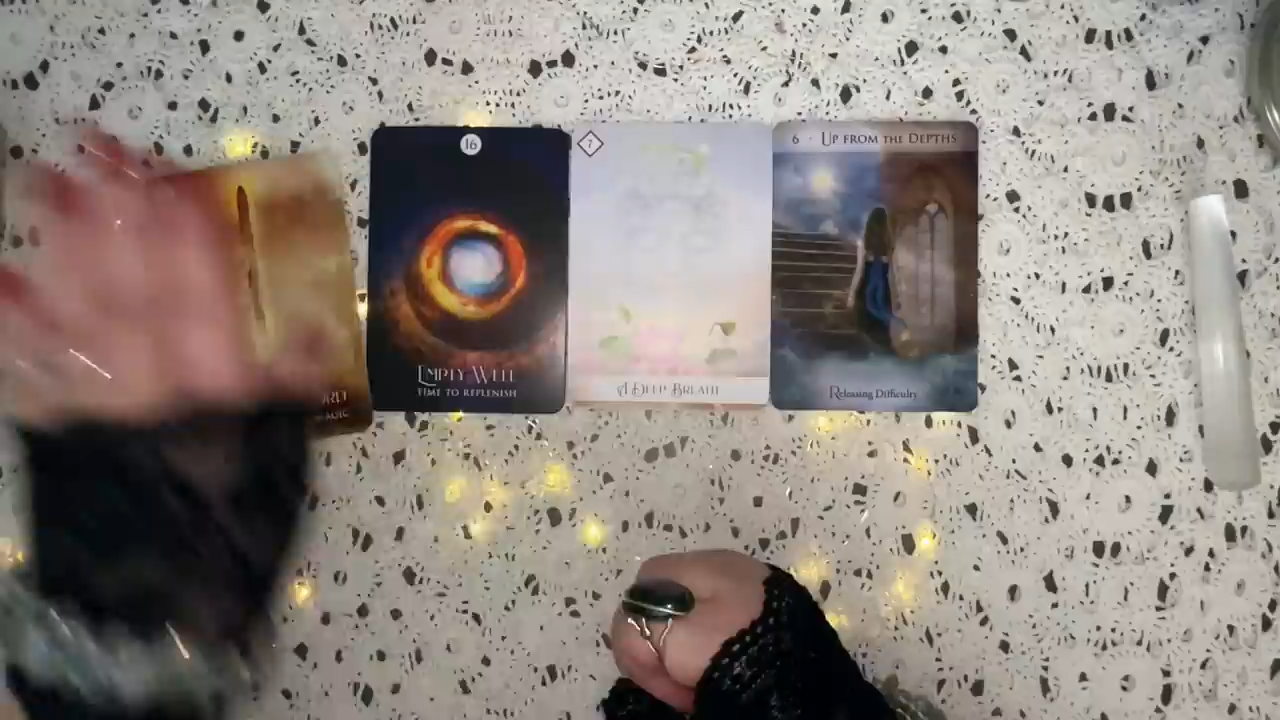 16
EMPTY WELL
TIME TO REPLENISH
7
A DEEP BREATH
6 · UP FROM THE DEPTHS
Releasing Difficulty